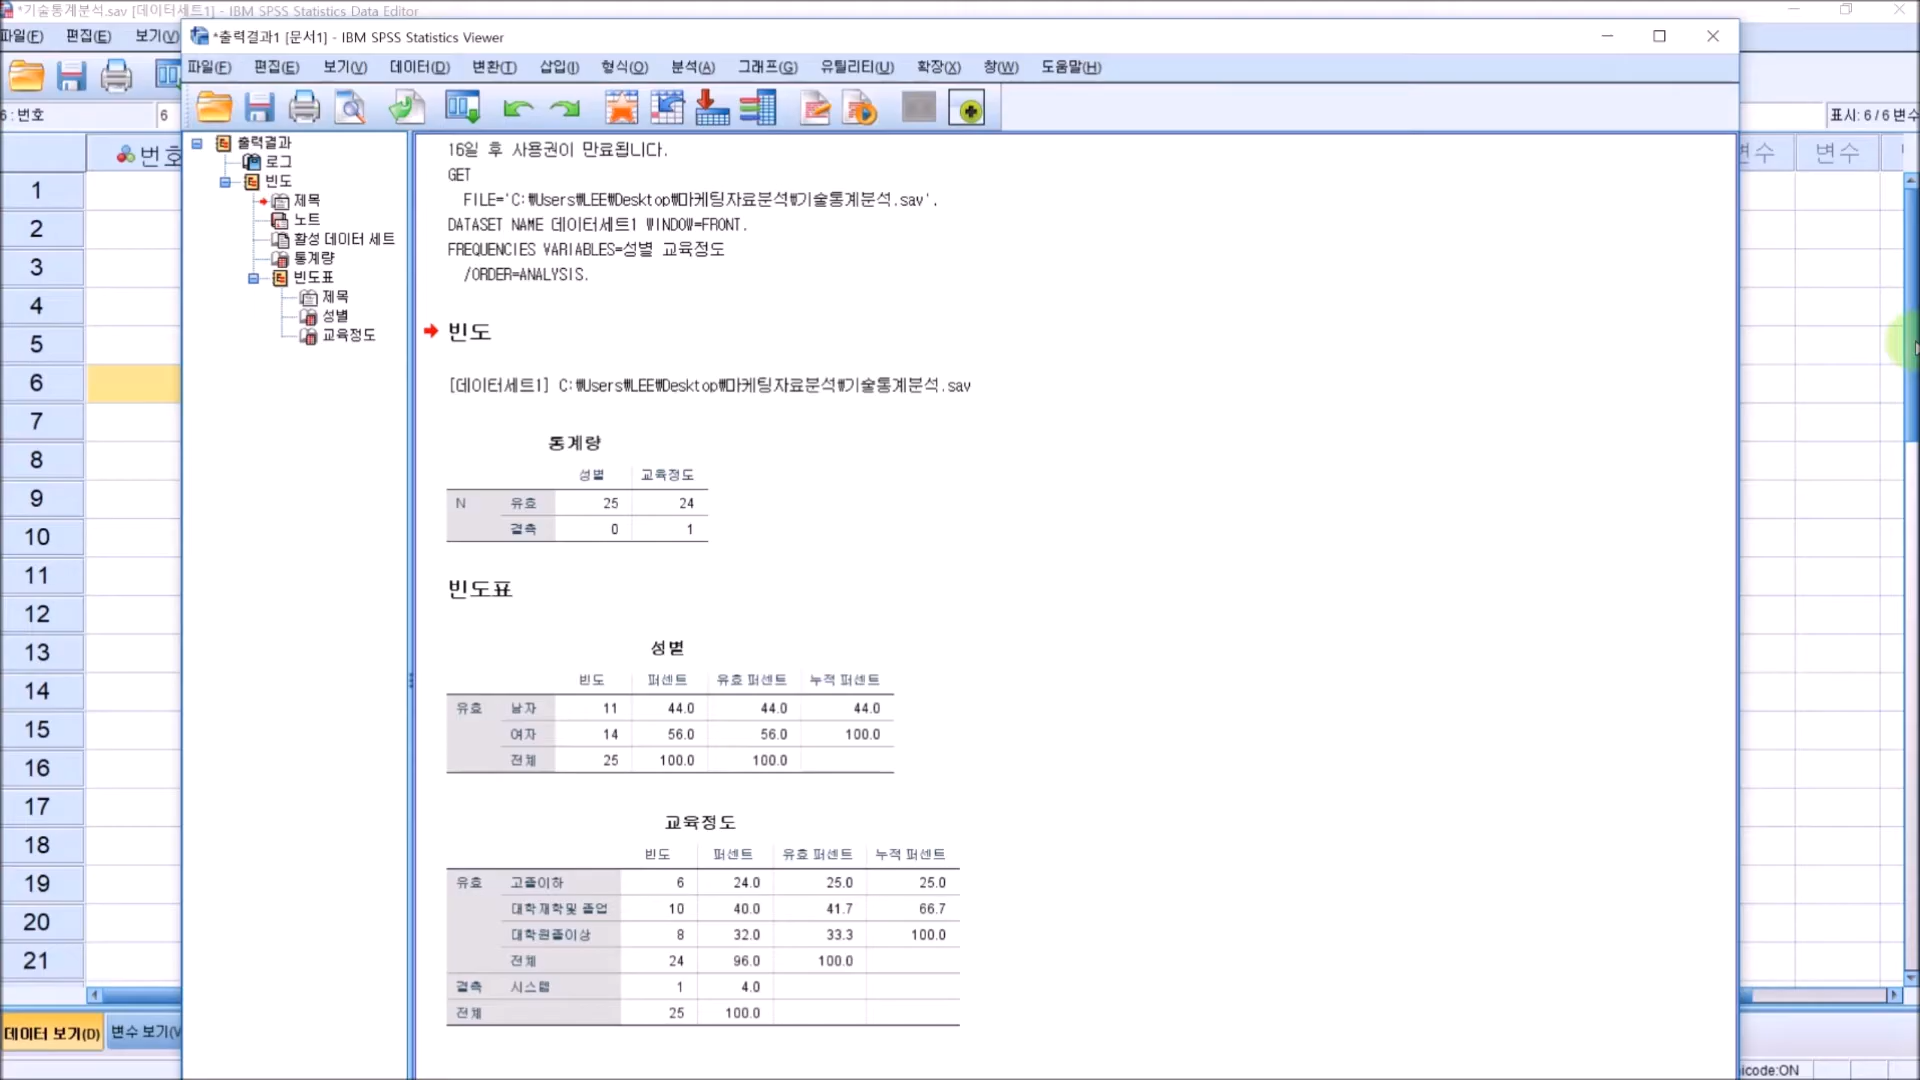 *기술통계분석.sav [데이터세트1] - IBM SPSS Statistics Data Editor
파일(F) 편집(E) 보기(V)
6 : 번호 6
표시: 6 / 6 변수
번호
변수 변수
1
2
3
4
5
6
7
8
9
10
11
12
13
14
15
16
17
18
19
20
21
데이터 보기(D) 변수 보기(V
icode:ON
*출력결과1 [문서1] - IBM SPSS Statistics Viewer
파일(F) 편집(E) 보기(V) 데이터(D) 변환(T) 삽입(I) 형식(O) 분석(A) 그래프(G) 유틸리티(U) 확장(X) 창(W) 도움말(H)
출력결과
로그
빈도
제목
노트
활성 데이터 세트
통계량
빈도표
제목
성별
교육정도
16일 후 사용권이 만료됩니다.
GET
FILE='C:₩Users₩LEE₩Desktop₩마케팅자료분석₩기술통계분석.sav'.
DATASET NAME 데이터세트1 WINDOW=FRONT.
FREQUENCIES VARIABLES=성별 교육정도
/ORDER=ANALYSIS.
빈도
[데이터세트1] C:₩Users₩LEE₩Desktop₩마케팅자료분석₩기술통계분석.sav
통계량
성별 교육정도
N 유효 25 24
결측 0 1
빈도표
성별
빈도 퍼센트 유효 퍼센트 누적 퍼센트
유효 남자 11 44.0 44.0 44.0
여자 14 56.0 56.0 100.0
전체 25 100.0 100.0
교육정도
빈도 퍼센트 유효 퍼센트 누적 퍼센트
유효 고졸이하 6 24.0 25.0 25.0
대학재학및 졸업 10 40.0 41.7 66.7
대학원졸이상 8 32.0 33.3 100.0
전체 24 96.0 100.0
결측 시스템 1 4.0
전체 25 100.0